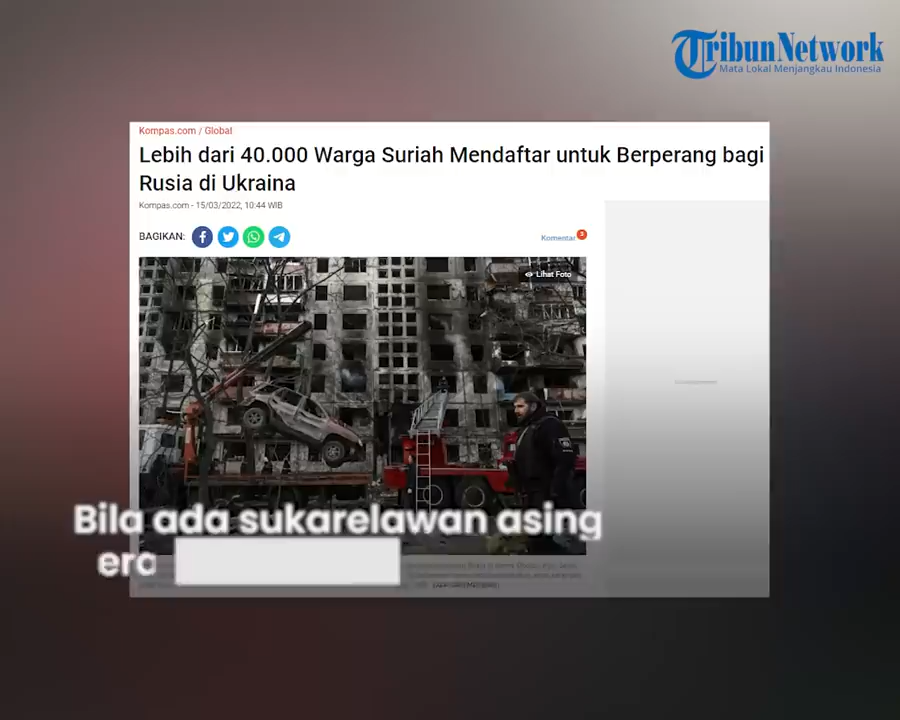 TribunNetwork
Mata Lokal Menjangkau Indonesia
Kompas.com / Global
Lebih dari 40.000 Warga Suriah Mendaftar untuk Berperang bagi
Rusia di Ukraina
Kompas.com - 15/03/2022, 10:44 WIB
BAGIKAN:
Komentar 3
Lihat Foto
Bila ada sukarelawan asing
era